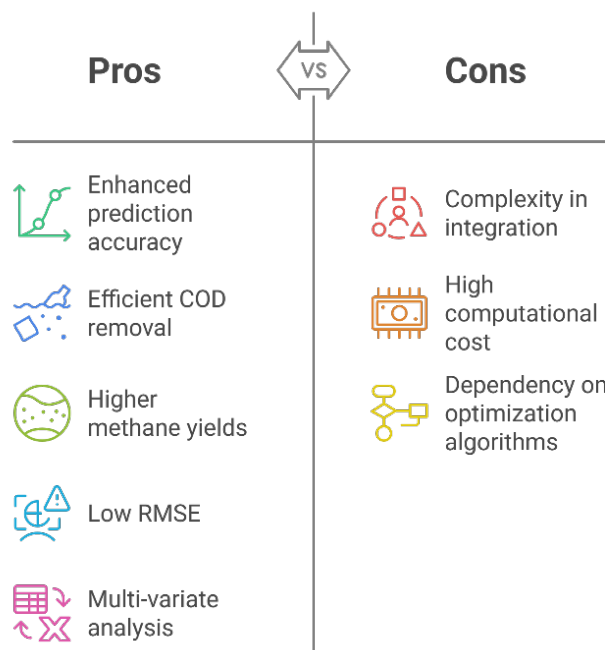 Pros
VS
Cons
Enhanced
prediction
accuracy
Efficient COD
removal
Higher
methane yields
Low RMSE
Multi-variate
analysis
Complexity in
integration
High
computational
cost
Dependency on
optimization
algorithms